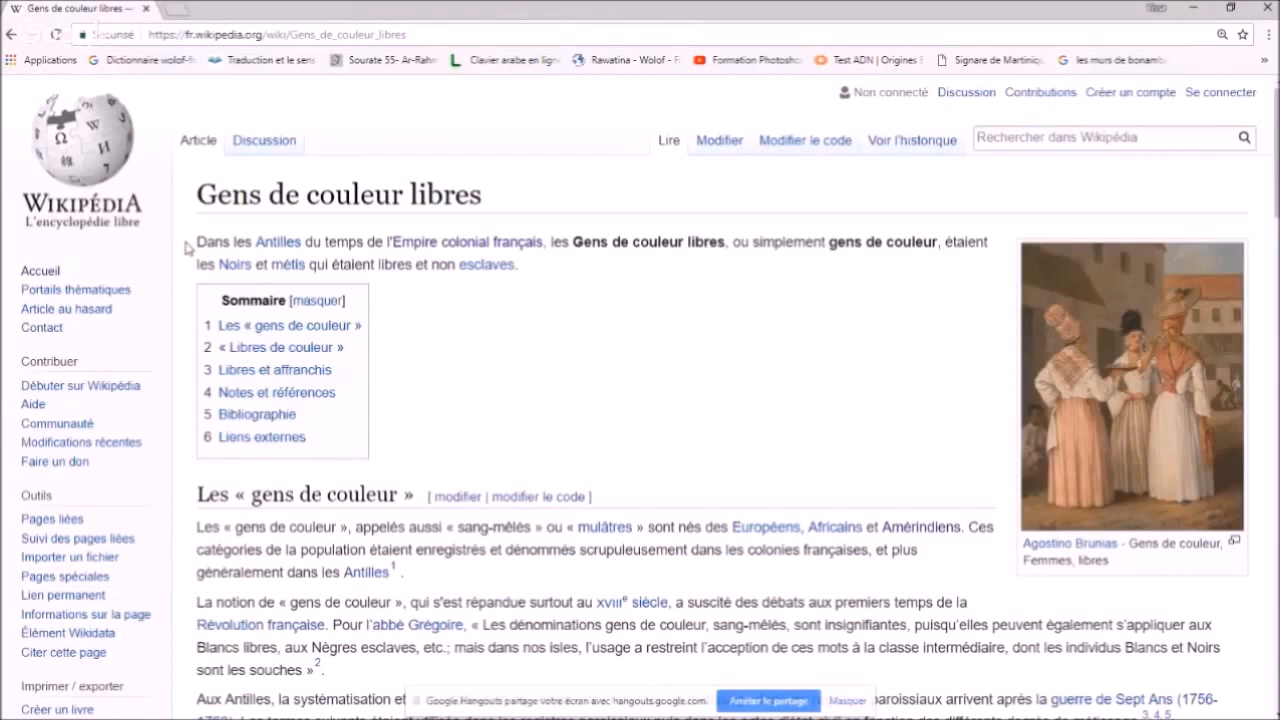 Gens de couleur libres —
Sécurisé https://fr.wikipedia.org/wiki/Gens_de_couleur_libres
Applications Dictionnaire wolof-fr Traduction et le sens Sourate 55- Ar-Rahm Clavier arabe en ligne Rawatina - Wolof - F Formation Photosho Test ADN | Origines Signare de Martiniq les murs de bonamb »
Non connecté Discussion Contributions Créer un compte Se connecter
Article Discussion Lire Modifier Modifier le code Voir l'historique Rechercher dans Wikipédia
WIKIPÉDIA
L'encyclopédie libre
Accueil
Portails thématiques
Article au hasard
Contact
Contribuer
Débuter sur Wikipédia
Aide
Communauté
Modifications récentes
Faire un don
Outils
Pages liées
Suivi des pages liées
Importer un fichier
Pages spéciales
Lien permanent
Informations sur la page
Élément Wikidata
Citer cette page
Imprimer / exporter
Créer un livre
Gens de couleur libres
Dans les Antilles du temps de l'Empire colonial français, les Gens de couleur libres, ou simplement gens de couleur, étaient
les Noirs et métis qui étaient libres et non esclaves.
Sommaire [masquer]
1 Les « gens de couleur »
2 « Libres de couleur »
3 Libres et affranchis
4 Notes et références
5 Bibliographie
6 Liens externes
Agostino Brunias - Gens de couleur,
Femmes, libres
Les « gens de couleur » [ modifier | modifier le code ]
Les « gens de couleur », appelés aussi « sang-mêlés » ou « mulâtres » sont nés des Européens, Africains et Amérindiens. Ces
catégories de la population étaient enregistrés et dénommés scrupuleusement dans les colonies françaises, et plus
généralement dans les Antilles1.
La notion de « gens de couleur », qui s'est répandue surtout au XVIIIe siècle, a suscité des débats aux premiers temps de la
Révolution française. Pour l'abbé Grégoire, « Les dénominations gens de couleur, sang-mêlés, sont insignifiantes, puisqu'elles peuvent également s'appliquer aux
Blancs libres, aux Nègres esclaves, etc.; mais dans nos isles, l'usage a restreint l'acception de ces mots à la classe intermédiaire, dont les individus Blancs et Noirs
sont les souches »2.
Aux Antilles, la systématisation et paroissiaux arrivent après la guerre de Sept Ans (1756-
Google Hangouts partage votre écran avec hangouts.google.com. Arrêter le partage Masquer